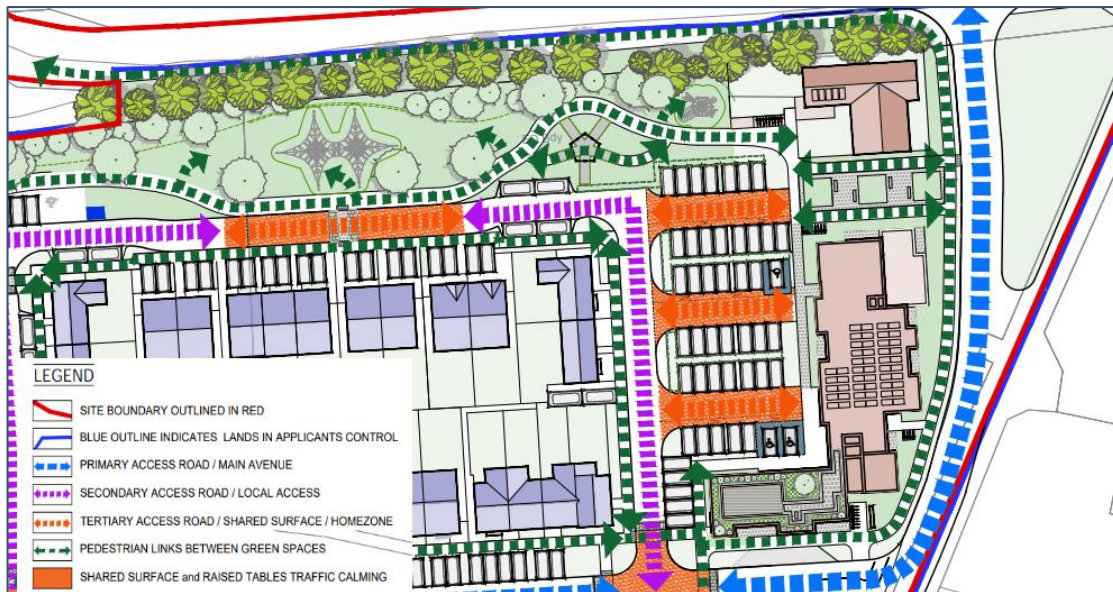 LEGEND
SITE BOUNDARY OUTLINED IN RED
BLUE OUTLINE INDICATES LANDS IN APPLICANTS CONTROL
PRIMARY ACCESS ROAD / MAIN AVENUE
SECONDARY ACCESS ROAD / LOCAL ACCESS
TERTIARY ACCESS ROAD / SHARED SURFACE / HOMEZONE
PEDESTRIAN LINKS BETWEEN GREEN SPACES
SHARED SURFACE and RAISED TABLES TRAFFIC CALMING